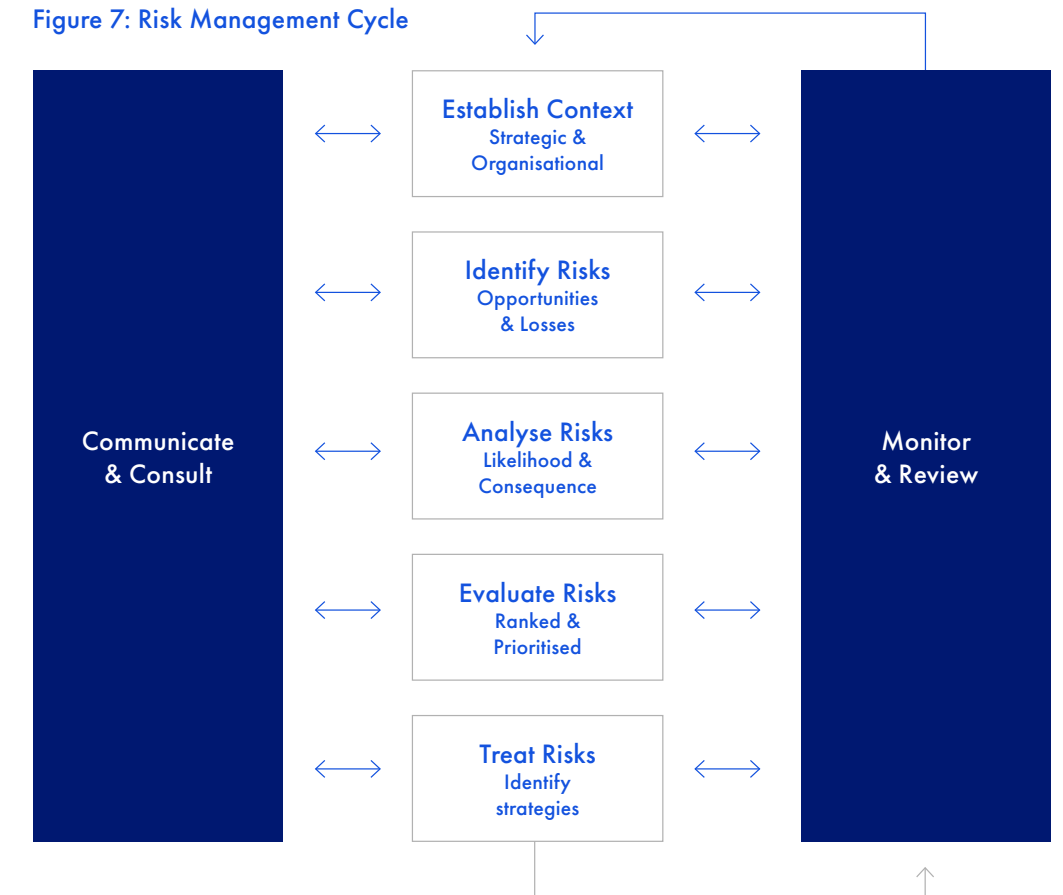 Figure 7: Risk Management Cycle
Establish Context
Strategic &
Organisational
Identify Risks
Opportunities
& Losses
Communicate
& Consult
Analyse Risks
Likelihood &
Consequence
Monitor
& Review
Evaluate Risks
Ranked &
Prioritised
Treat Risks
Identify
strategies